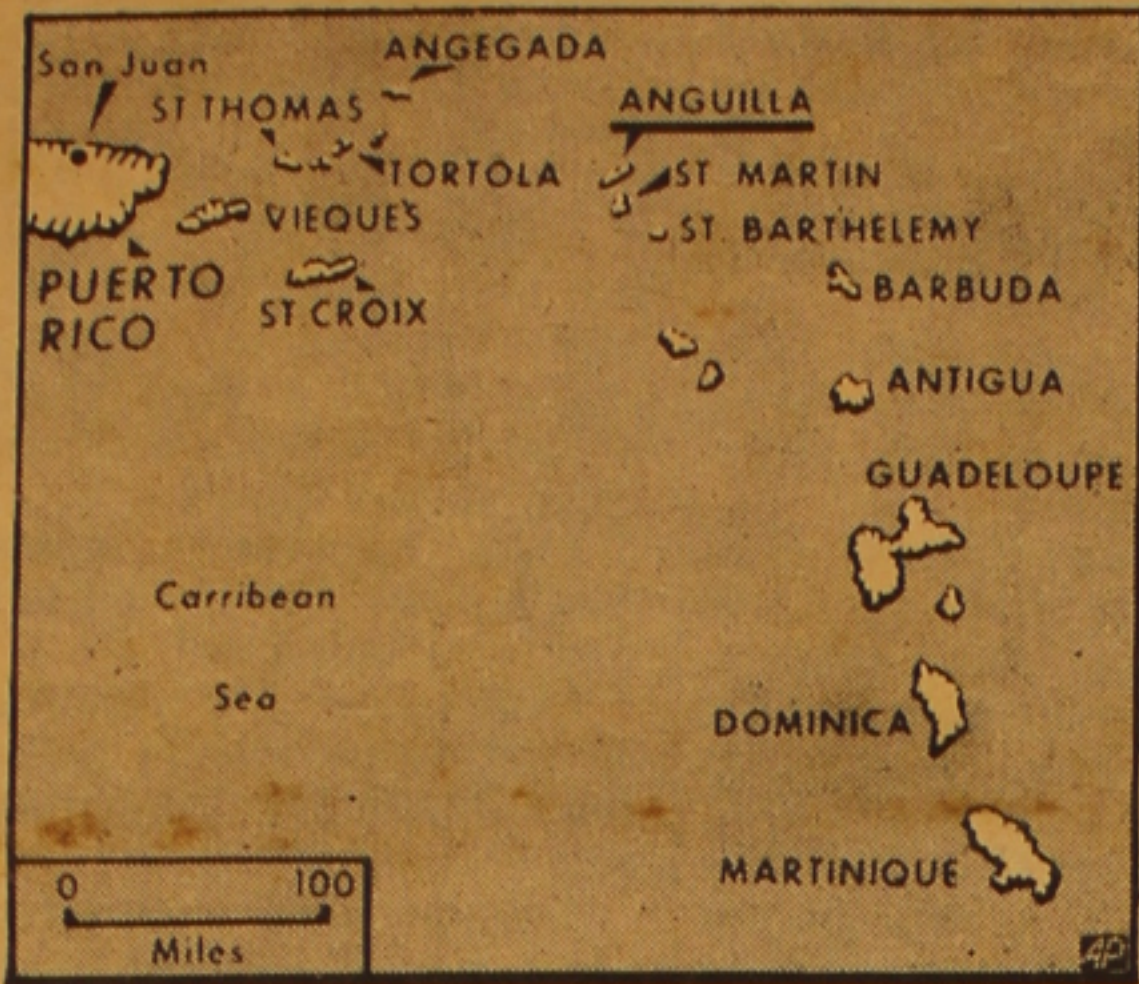 San Juan
ANGEGADA
ST THOMAS
ANGUILLA
TORTOLA
ST MARTIN
VIEQUES
ST. BARTHELEMY
PUERTO
RICO
ST CROIX
BARBUDA
ANTIGUA
GUADELOUPE
Carribean
Sea
DOMINICA
MARTINIQUE
0 100
Miles
AP